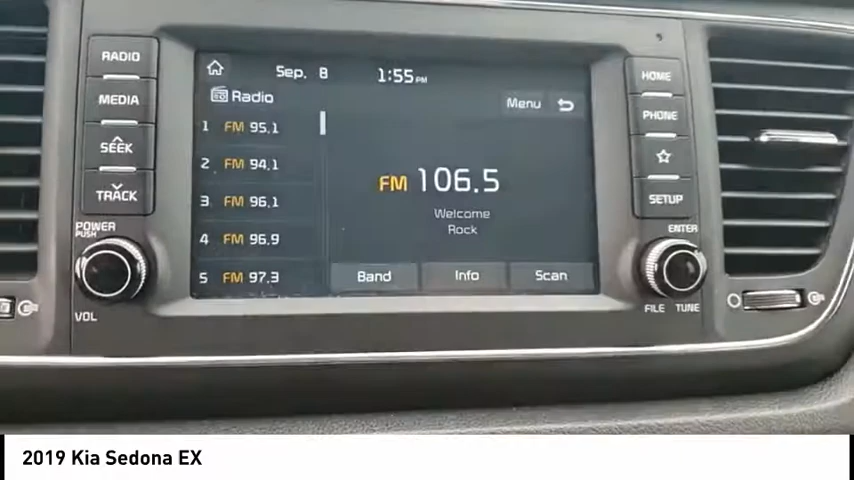 RADIO
MEDIA
SEEK
TRACK
POWER
PUSH
VOL
Sep. 8 1:55 PM
Radio
Menu
1 FM 95.1
2 FM 94.1
3 FM 96.1
4 FM 96.9
5 FM 97.3
FM 106.5
Welcome
Rock
Band Info Scan
HOME
PHONE
SETUP
ENTER
FILE TUNE
2019 Kia Sedona EX